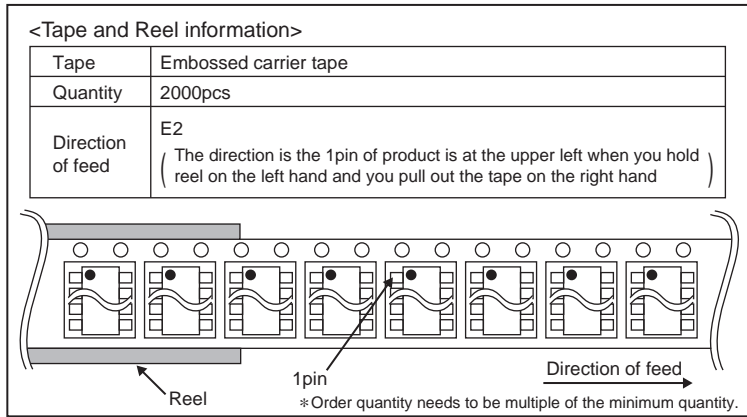 <Tape and Reel information>
Tape Embossed carrier tape
Quantity 2000pcs
Direction of feed E2
( The direction is the 1pin of product is at the upper left when you hold
reel on the left hand and you pull out the tape on the right hand )
Reel
1pin
Direction of feed
∗Order quantity needs to be multiple of the minimum quantity.